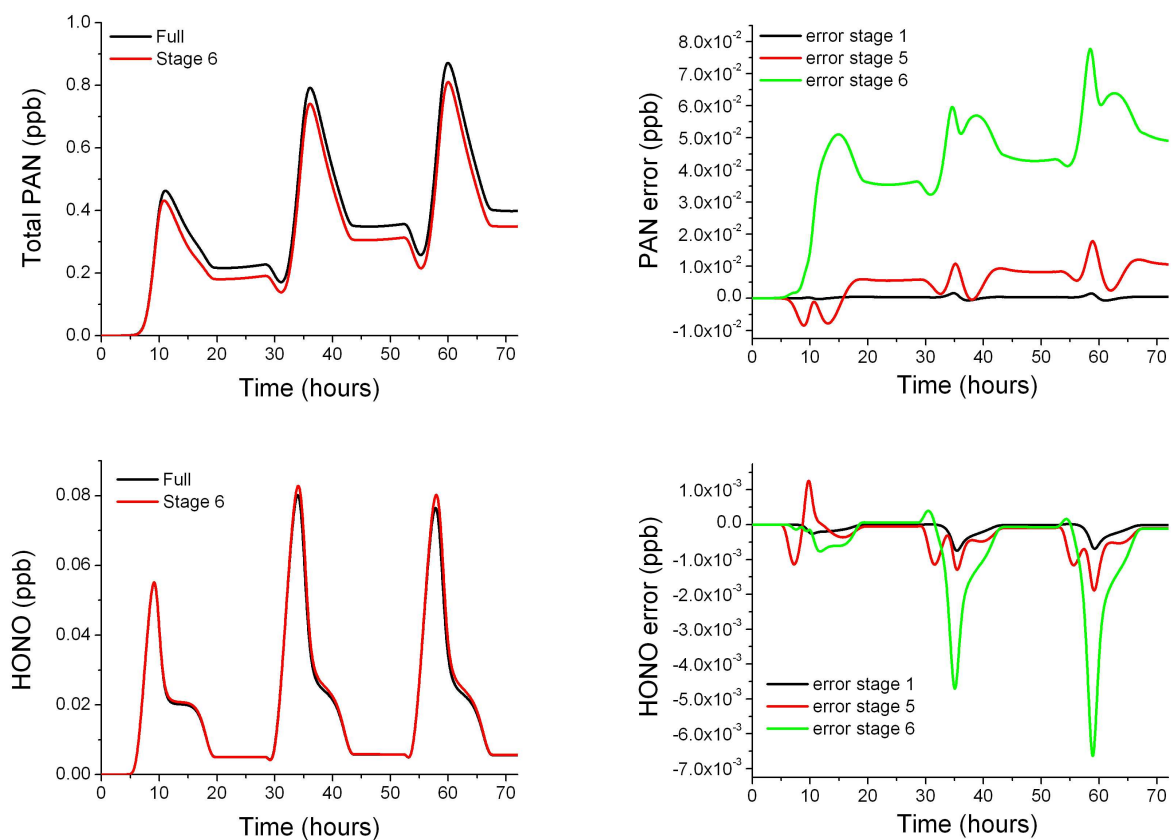 Full
Stage 6
1.0
0.8
0.6
0.4
0.2
0.0
Total PAN (ppb)
0 10 20 30 40 50 60 70
Time (hours)
error stage 1
error stage 5
error stage 6
8.0x10-2
7.0x10-2
6.0x10-2
5.0x10-2
4.0x10-2
3.0x10-2
2.0x10-2
1.0x10-2
0.0
-1.0x10-2
PAN error (ppb)
0 10 20 30 40 50 60 70
Time (hours)
Full
Stage 6
0.08
0.06
0.04
0.02
0.00
HONO (ppb)
0 10 20 30 40 50 60 70
Time (hours)
1.0x10-3
0.0
-1.0x10-3
-2.0x10-3
-3.0x10-3
-4.0x10-3
-5.0x10-3
-6.0x10-3
-7.0x10-3
HONO error (ppb)
error stage 1
error stage 5
error stage 6
0 10 20 30 40 50 60 70
Time (hours)